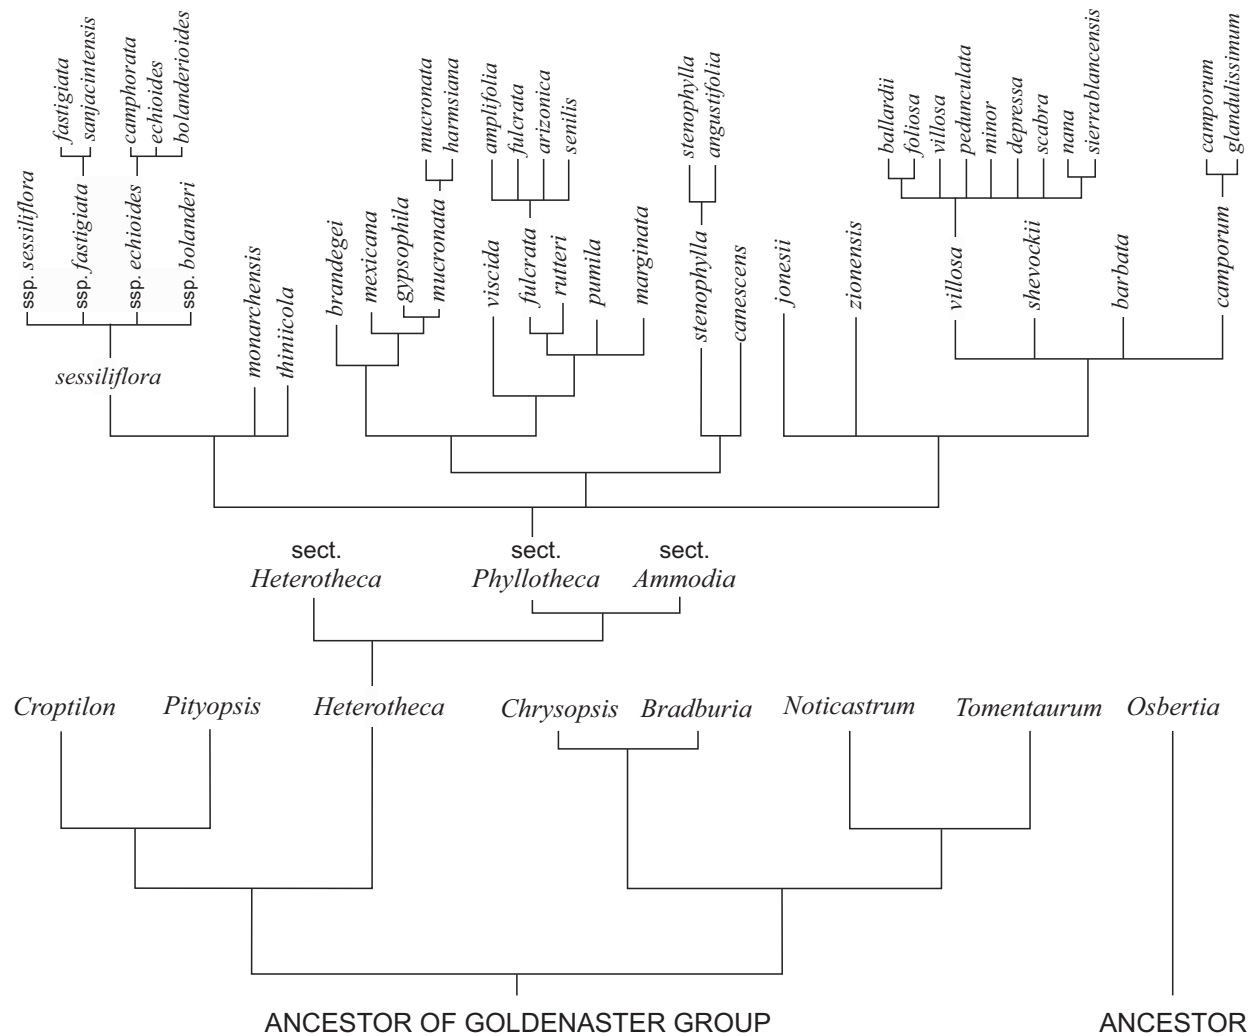 fastigiata
sanjacintensis
camphorata
echioides
bolanderioides
mucronata
harmsiana
amplifolia
fulcrata
arizonica
senilis
stenophylla
angustifolia
ballardii
foliosa
villosa
pedunculata
minor
depressa
scabra
nana
sierrablancensis
camporum
glandulissimum
ssp. sessiliflora
ssp. fastigiata
ssp. echioides
ssp. bolanderi
monarchensis
thiniicola
brandegei
mexicana
gypsophila
mucronata
viscida
fulcrata
rutteri
pumila
marginata
stenophylla
canescens
jonesii
zionensis
villosa
shevockii
barbata
camporum
sessiliflora
sect.
Heterotheca
sect.
Phyllotheca
sect.
Ammodia
Croptilon
Pityopsis
Heterotheca
Chrysopsis
Bradburia
Noticastrum
Tomentaurum
Osbertia
ANCESTOR OF GOLDENASTER GROUP
ANCESTOR